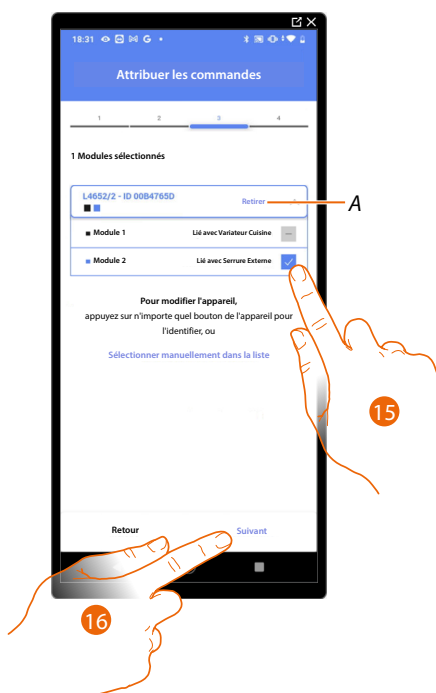 18:31 G
Attribuer les commandes
1 2 3 4
1 Modules sélectionnés
L4652/2 - ID 00B4765D
Retirer
A
Module 1 Lié avec Variateur Cuisine
Module 2 Lié avec Serrure Externe
Pour modifier l'appareil,
appuyez sur n'importe quel bouton de l'appareil pour
l'identifier, ou
Sélectionner manuellement dans la liste
15
Retour Suivant
16